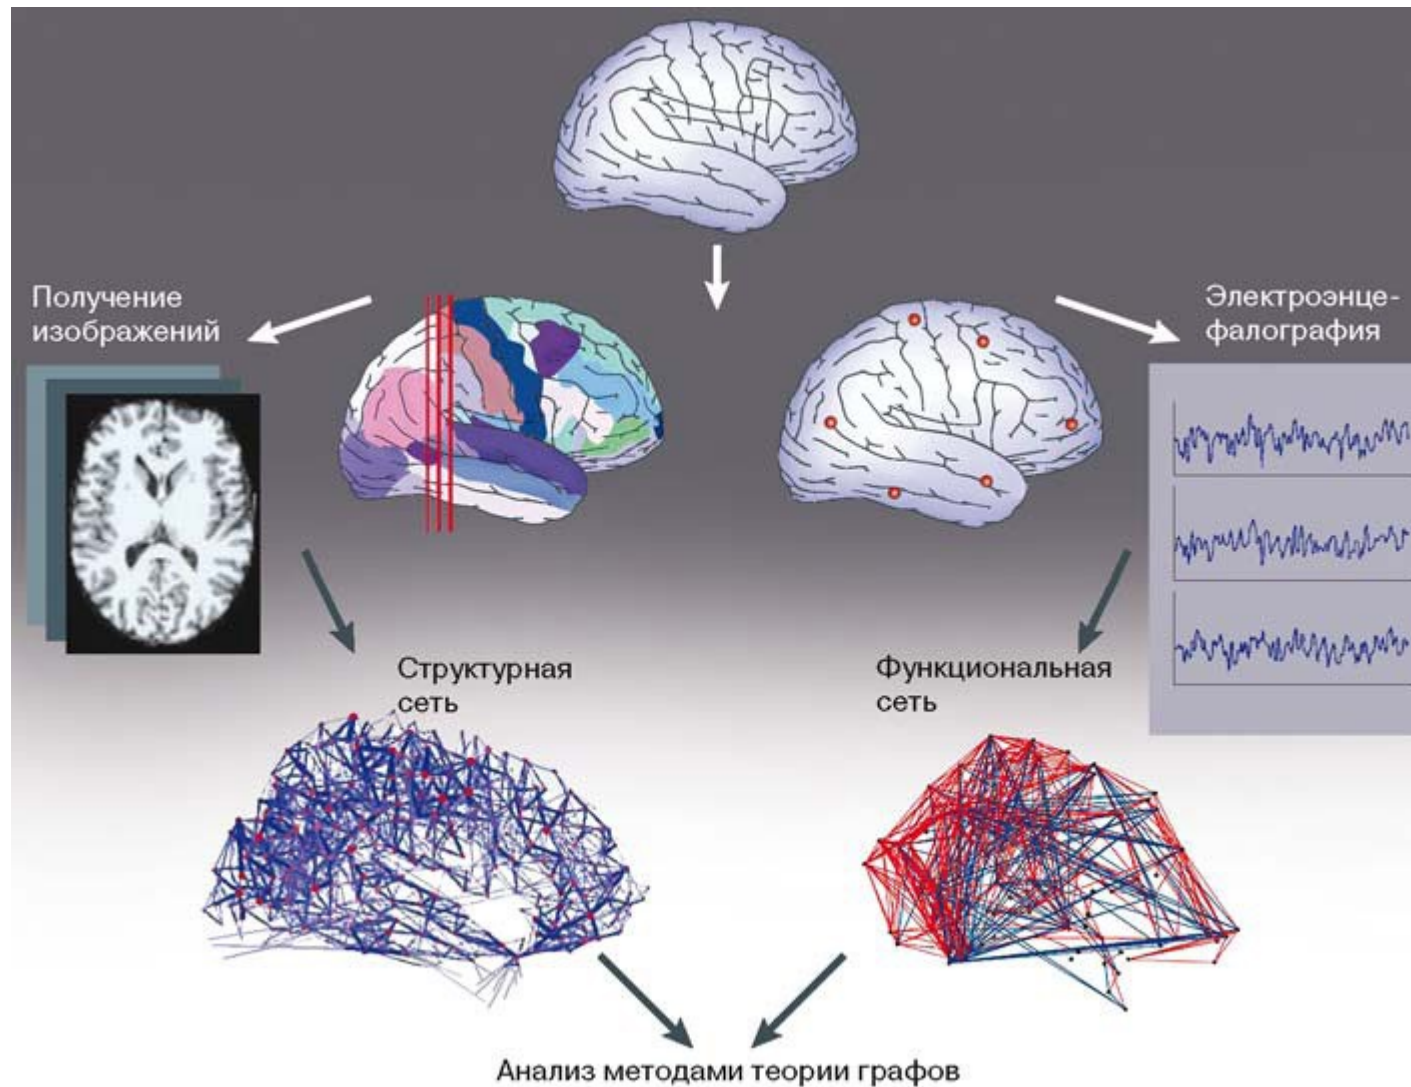 Получение
изображений
Электроэнце-
фалография
Структурная
сеть
Функциональная
сеть
Анализ методами теории графов